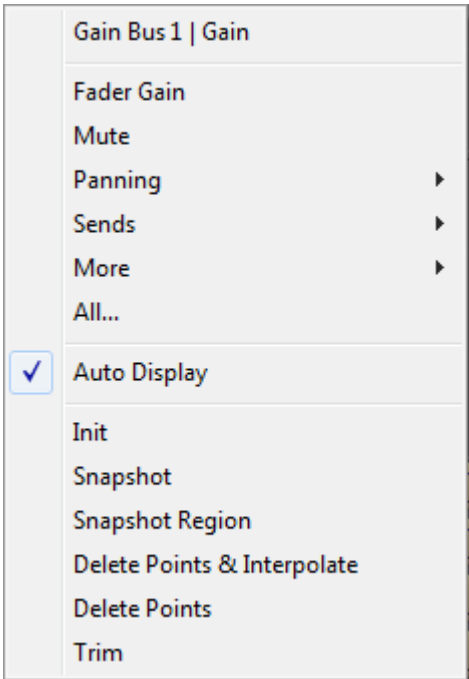 Gain Bus 1 | Gain
Fader Gain
Mute
Panning
Sends
More
All...
Auto Display
Init
Snapshot
Snapshot Region
Delete Points & Interpolate
Delete Points
Trim